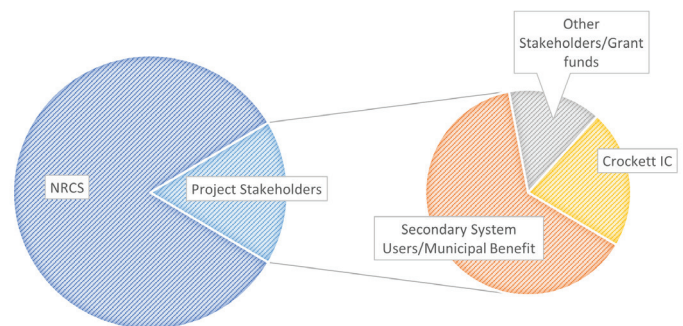 Other
Stakeholders/Grant
funds
NRCS
Project Stakeholders
Crockett IC
Secondary System
Users/Municipal Benefit